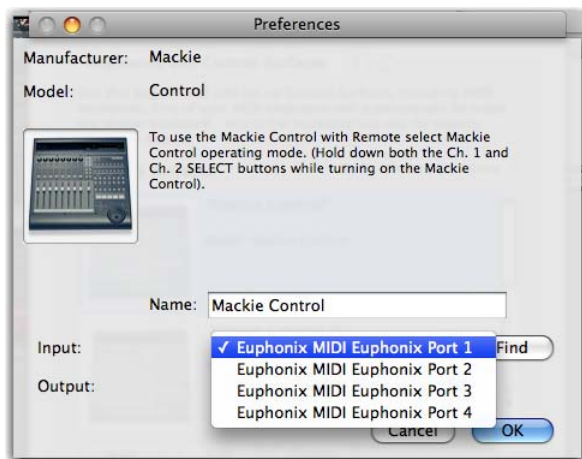 Preferences
Manufacturer: Mackie
Model: Control
To use the Mackie Control with Remote select Mackie
Control operating mode. (Hold down both the Ch. 1 and
Ch. 2 SELECT buttons while turning on the Mackie
Control).
Name: Mackie Control
Input: ✓ Euphonix MIDI Euphonix Port 1 Find
Euphonix MIDI Euphonix Port 2
Output: Euphonix MIDI Euphonix Port 3
Euphonix MIDI Euphonix Port 4
Cancel OK